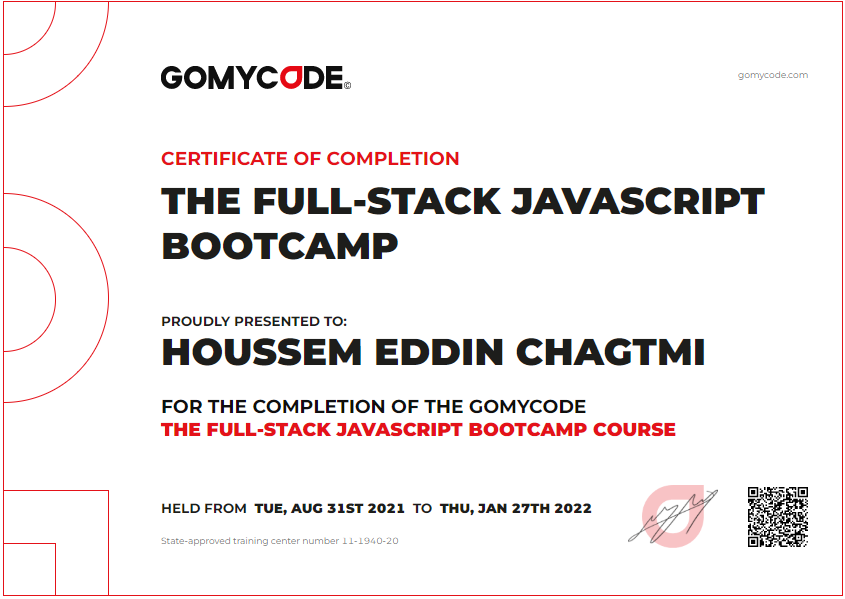 GOMYCODE©
gomycode.com
CERTIFICATE OF COMPLETION
THE FULL-STACK JAVASCRIPT
BOOTCAMP
PROUDLY PRESENTED TO:
HOUSSEM EDDIN CHAGTMI
FOR THE COMPLETION OF THE GOMYCODE
THE FULL-STACK JAVASCRIPT BOOTCAMP COURSE
HELD FROM TUE, AUG 31ST 2021 TO THU, JAN 27TH 2022
State-approved training center number 11-1940-20